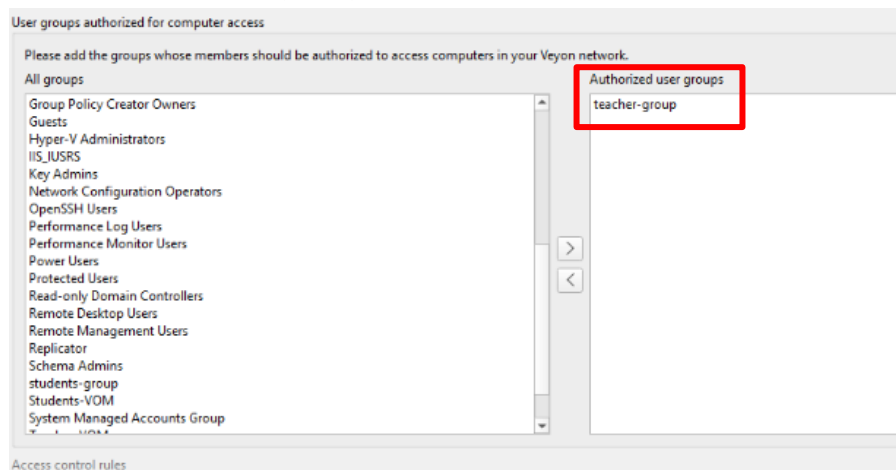 User groups authorized for computer access
Please add the groups whose members should be authorized to access computers in your Veyon network.
All groups
Group Policy Creator Owners
Guests
Hyper-V Administrators
IIS_IUSRS
Key Admins
Network Configuration Operators
OpenSSH Users
Performance Log Users
Performance Monitor Users
Power Users
Protected Users
Read-only Domain Controllers
Remote Desktop Users
Remote Management Users
Replicator
Schema Admins
students-group
Students-VOM
System Managed Accounts Group
Authorized user groups
teacher-group
Access control rules